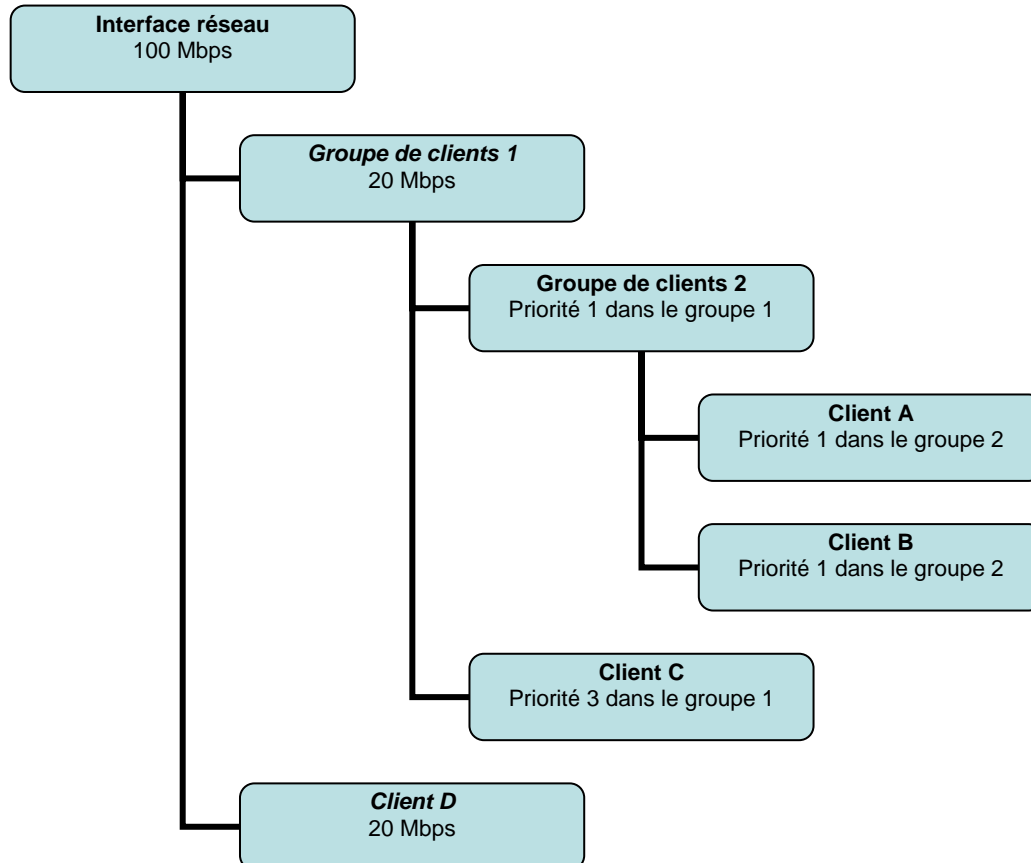 Interface réseau
100 Mbps
Groupe de clients 1
20 Mbps
Groupe de clients 2
Priorité 1 dans le groupe 1
Client A
Priorité 1 dans le groupe 2
Client B
Priorité 1 dans le groupe 2
Client C
Priorité 3 dans le groupe 1
Client D
20 Mbps